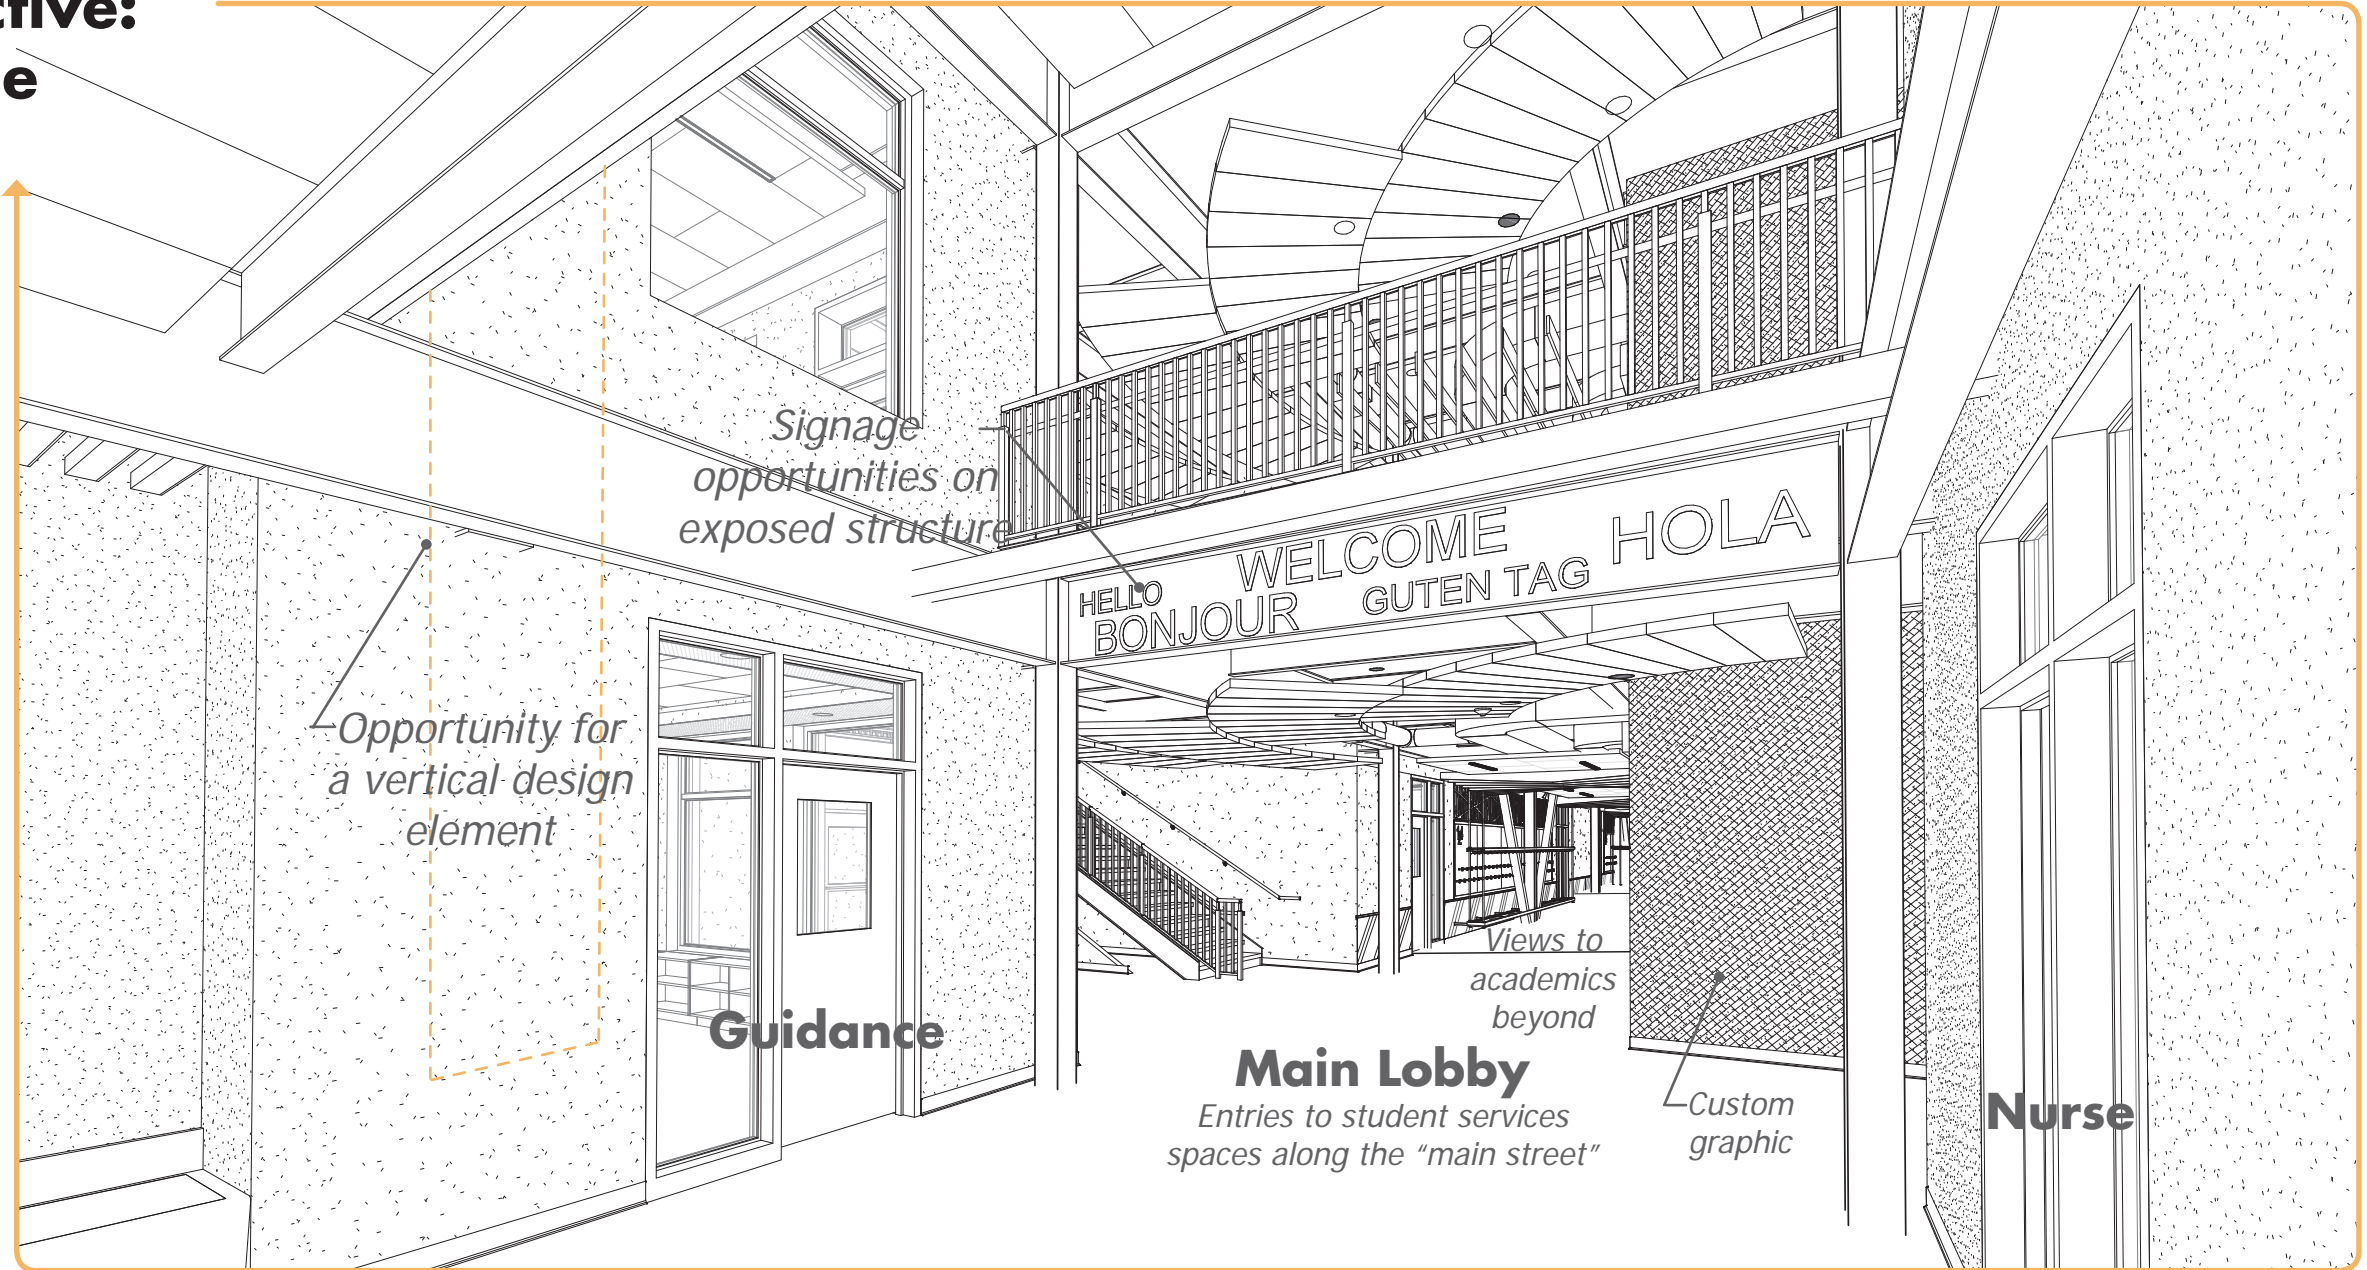 Signage
opportunities on
exposed structure
HELLO
WELCOME
HOLA
BONJOUR
GUTEN TAG
Opportunity for
a vertical design
element
Guidance
Views to
academics
beyond
Main Lobby
Entries to student services
spaces along the “main street”
Custom
graphic
Nurse